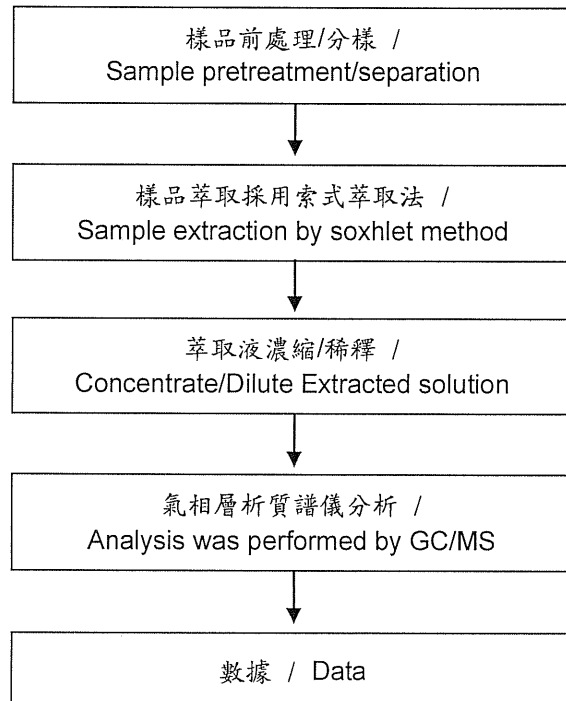 樣品前處理/分樣 /
Sample pretreatment/separation
樣品萃取採用索式萃取法 /
Sample extraction by soxhlet method
萃取液濃縮/稀釋 /
Concentrate/Dilute Extracted solution
氣相層析質譜儀分析 /
Analysis was performed by GC/MS
數據 / Data